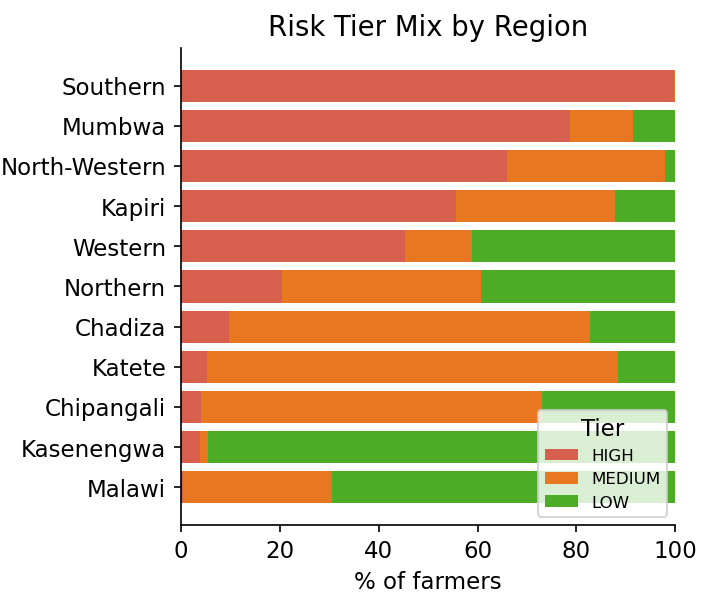 Risk Tier Mix by Region
Southern
Mumbwa
North-Western
Kapiri
Western
Northern
Chadiza
Katete
Chipangali
Kasenengwa
Malawi
Tier
HIGH
MEDIUM
LOW
0 20 40 60 80 100
% of farmers